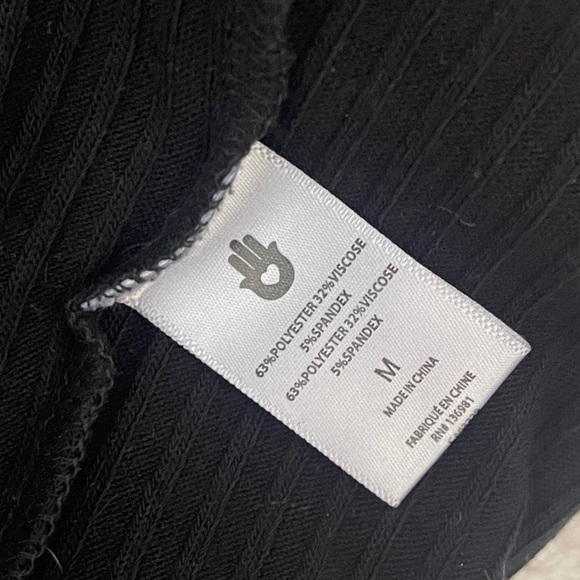 63%POLYESTER 32%VISCOSE
5%SPANDEX
63%POLYESTER 32%VISCOSE
5%SPANDEX
M
MADE IN CHINA
FABRIQUÉ EN CHINE
RN# 136981